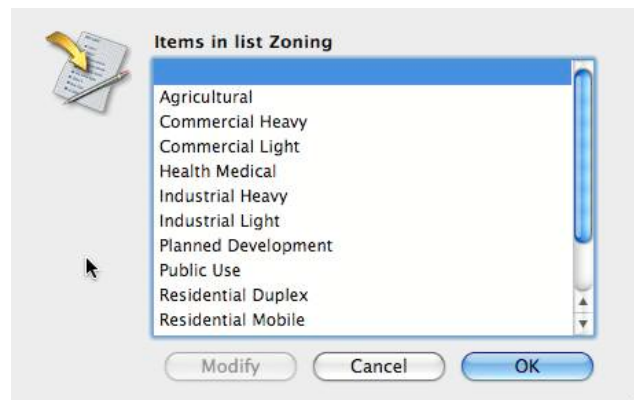 Items in list Zoning
Agricultural
Commercial Heavy
Commercial Light
Health Medical
Industrial Heavy
Industrial Light
Planned Development
Public Use
Residential Duplex
Residential Mobile
Modify Cancel OK